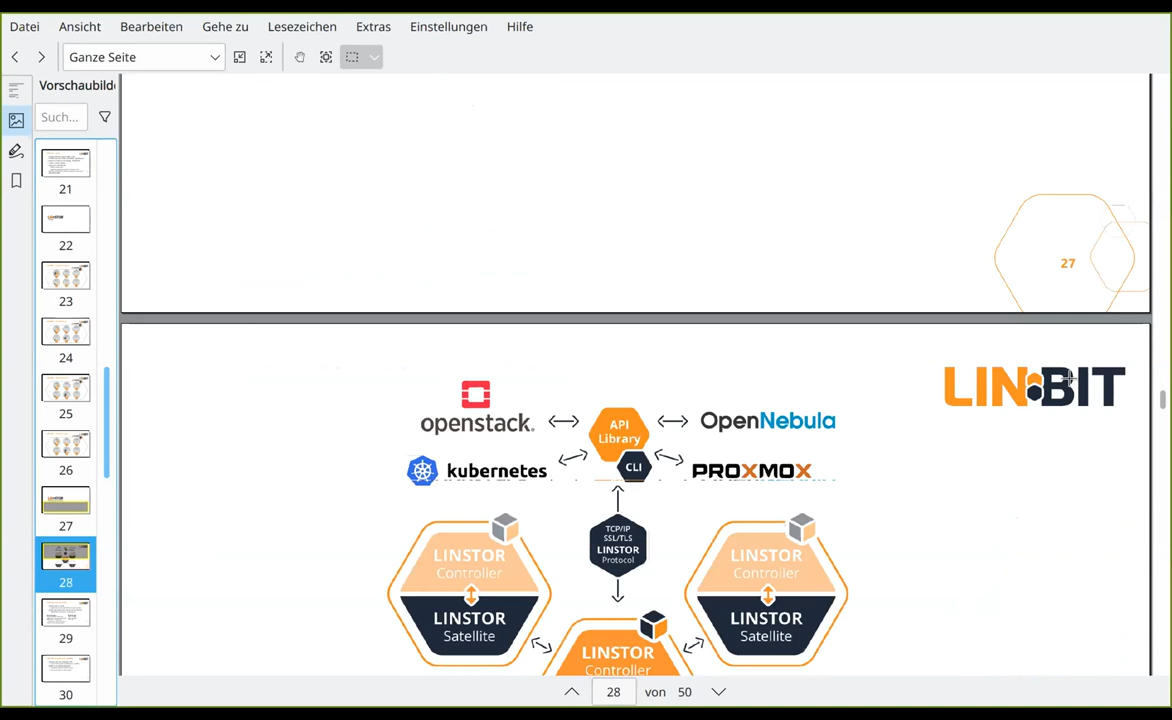 Datei Ansicht Bearbeiten Gehe zu Lesezeichen Extras Einstellungen Hilfe
Ganze Seite
Vorschaubild
Such...
21
22
23
24
25
26
27
28
29
30
27
LINBIT
openstack.
API
Library
OpenNebula
kubernetes
CLI
PROXMOX
TCP/IP
SSL/TLS
LINSTOR
Protocol
LINSTOR
Controller
LINSTOR
Satellite
LINSTOR
Controller
LINSTOR
Satellite
LINSTOR
Controller
28 von 50